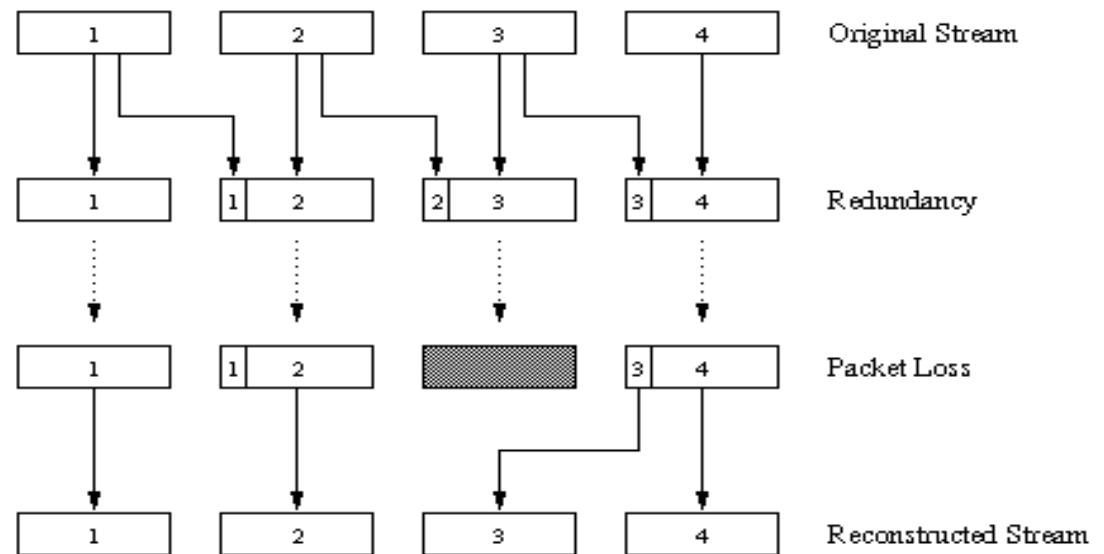 1 2 3 4 Original Stream
1 1 2 2 3 3 4 Redundancy
1 1 2 3 4 Packet Loss
1 2 3 4 Reconstructed Stream